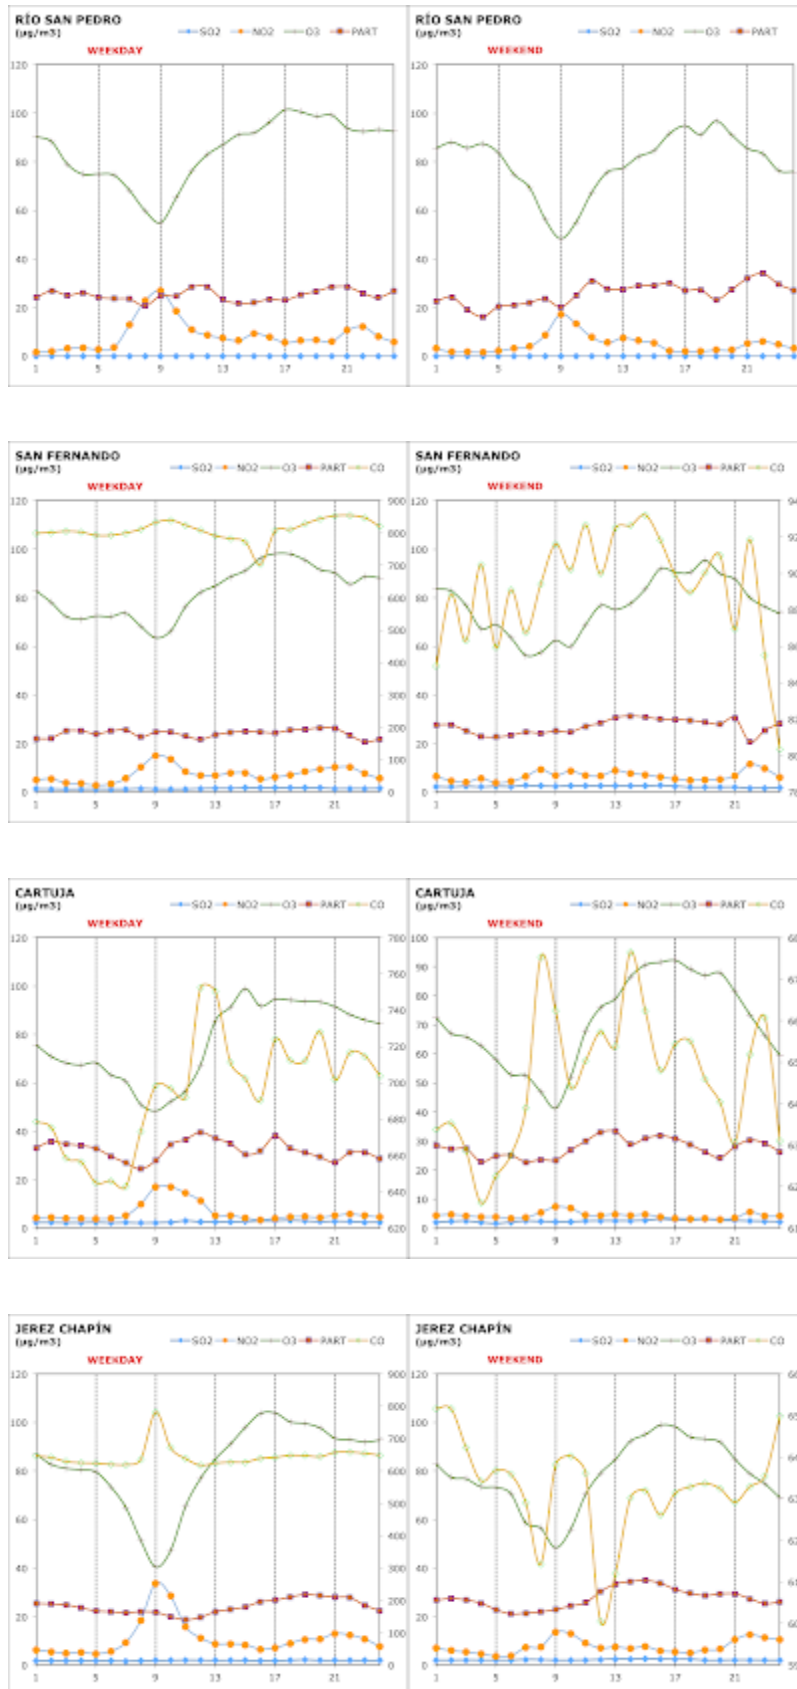 RÍO SAN PEDRO
(µg/m3)
SO2 NO2 O3 PART
WEEKDAY
120
100
80
60
40
20
0
1 5 9 13 17 21
RÍO SAN PEDRO
(µg/m3)
SO2 NO2 O3 PART
WEEKEND
120
100
80
60
40
20
0
1 5 9 13 17 21
SAN FERNANDO
(µg/m3)
SO2 NO2 O3 PART CO
WEEKDAY
120 900
100 800
80 700
60 600
40 500
20 400
0 300
200
100
0
1 5 9 13 17 21
SAN FERNANDO
(µg/m3)
SO2 NO2 O3 PART CO
WEEKEND
120
100
80
60
40
20
0
1 5 9 13 17 21
CARTUJA
(µg/m3)
SO2 NO2 O3 PART CO
WEEKDAY
120 780
100 760
80 740
60 720
40 700
20 680
0 660
640
620
1 5 9 13 17 21
CARTUJA
(µg/m3)
SO2 NO2 O3 PART CO
WEEKEND
100
90
80
70
60
50
40
30
20
10
0
1 5 9 13 17 21
JEREZ CHAPÍN
(µg/m3)
SO2 NO2 O3 PART CO
WEEKDAY
120 900
100 800
80 700
60 600
40 500
20 400
0 300
200
100
0
1 5 9 13 17 21
JEREZ CHAPÍN
(µg/m3)
SO2 NO2 O3 PART CO
WEEKEND
120
100
80
60
40
20
0
1 5 9 13 17 21